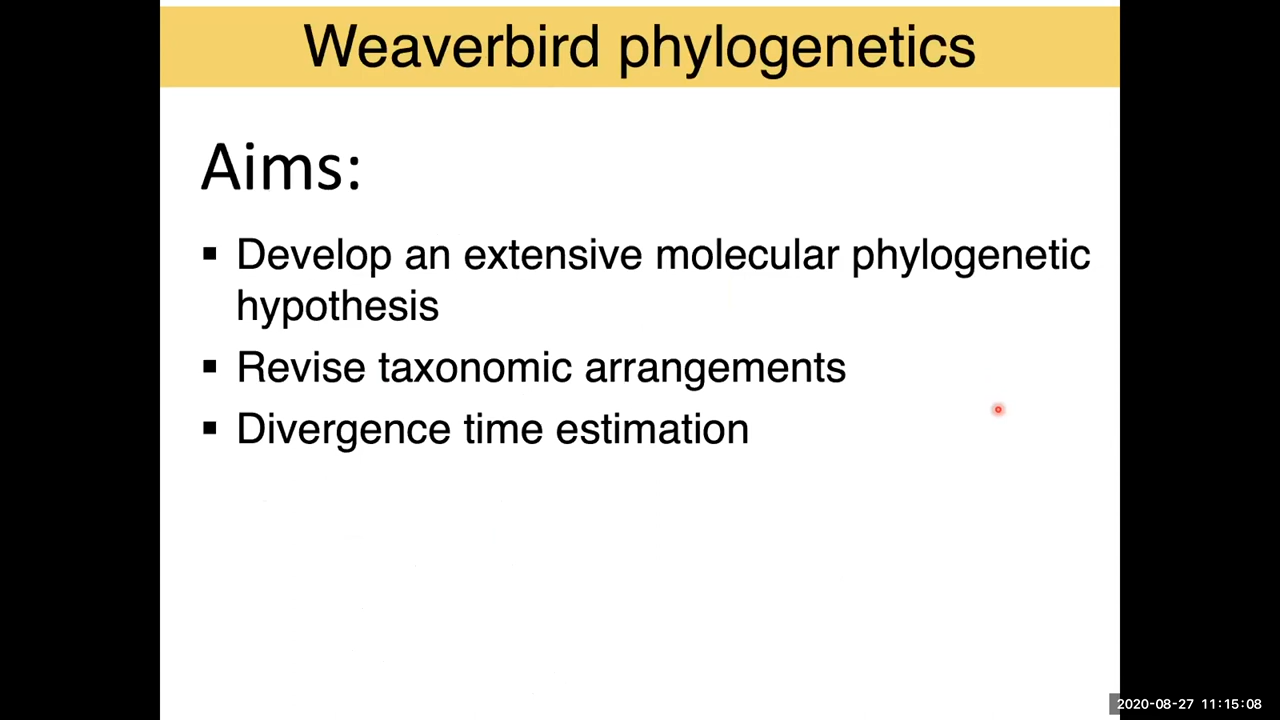 Weaverbird phylogenetics
Aims:
▪ Develop an extensive molecular phylogenetic
hypothesis
▪ Revise taxonomic arrangements
▪ Divergence time estimation
2020-08-27 11:15:08